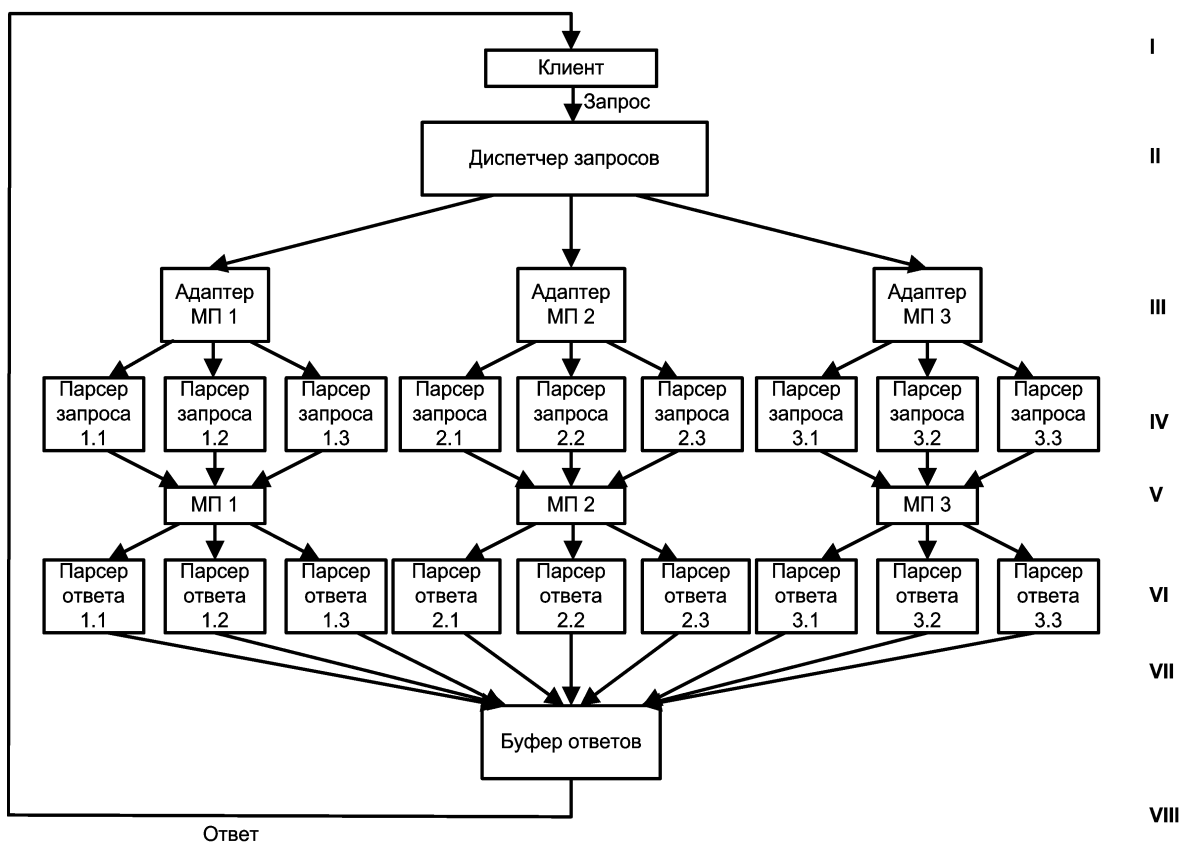 I
Клиент
Запрос
Диспетчер запросов
II
Адаптер
МП 1
Адаптер
МП 2
Адаптер
МП 3
III
Парсер
запроса
1.1
Парсер
запроса
1.2
Парсер
запроса
1.3
Парсер
запроса
2.1
Парсер
запроса
2.2
Парсер
запроса
2.3
Парсер
запроса
3.1
Парсер
запроса
3.2
Парсер
запроса
3.3
IV
МП 1
МП 2
МП 3
V
Парсер
ответа
1.1
Парсер
ответа
1.2
Парсер
ответа
1.3
Парсер
ответа
2.1
Парсер
ответа
2.2
Парсер
ответа
2.3
Парсер
ответа
3.1
Парсер
ответа
3.2
Парсер
ответа
3.3
VI
VII
Буфер ответов
VIII
Ответ